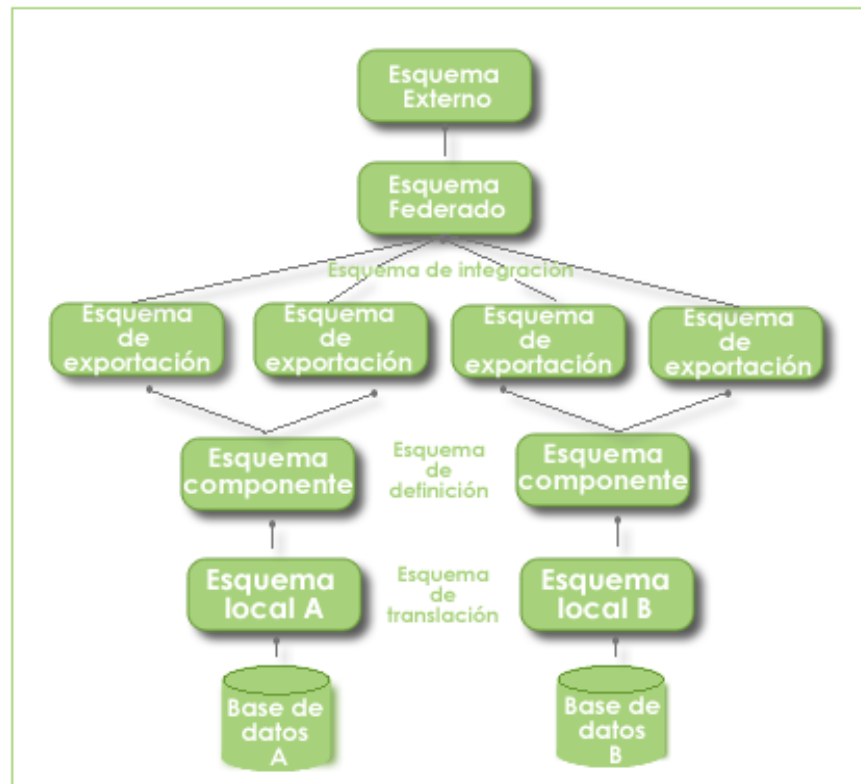 Esquema
Externo
Esquema
Federado
Esquema de integración
Esquema
de
exportación
Esquema
de
exportación
Esquema
de
exportación
Esquema
de
exportación
Esquema
componente
Esquema
de
definición
Esquema
componente
Esquema
local A
Esquema
de
translación
Esquema
local B
Base de
datos
A
Base de
datos
B